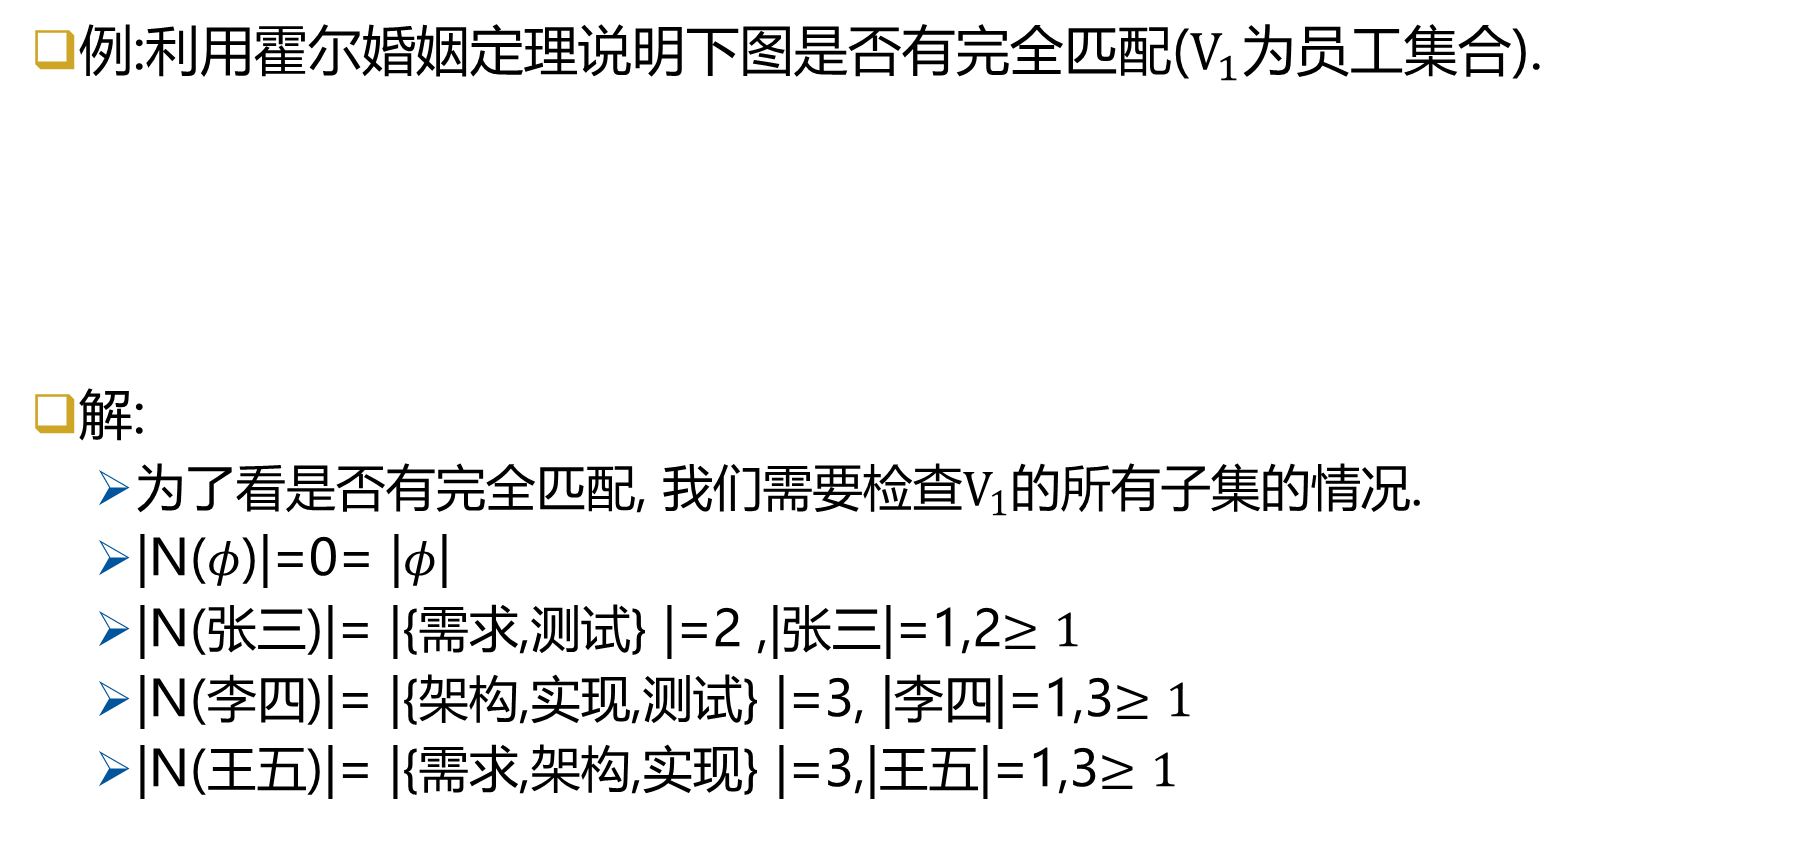 例:利用霍尔婚姻定理说明下图是否有完全匹配(V₁为员工集合).
解:
为了看是否有完全匹配, 我们需要检查V₁的所有子集的情况.
|N(𝜙)|=0= |𝜙|
|N(张三)|= |{需求,测试} |=2 ,|张三|=1,2≥ 1
|N(李四)|= |{架构,实现,测试} |=3, |李四|=1,3≥ 1
|N(王五)|= |{需求,架构,实现} |=3,|王五|=1,3≥ 1